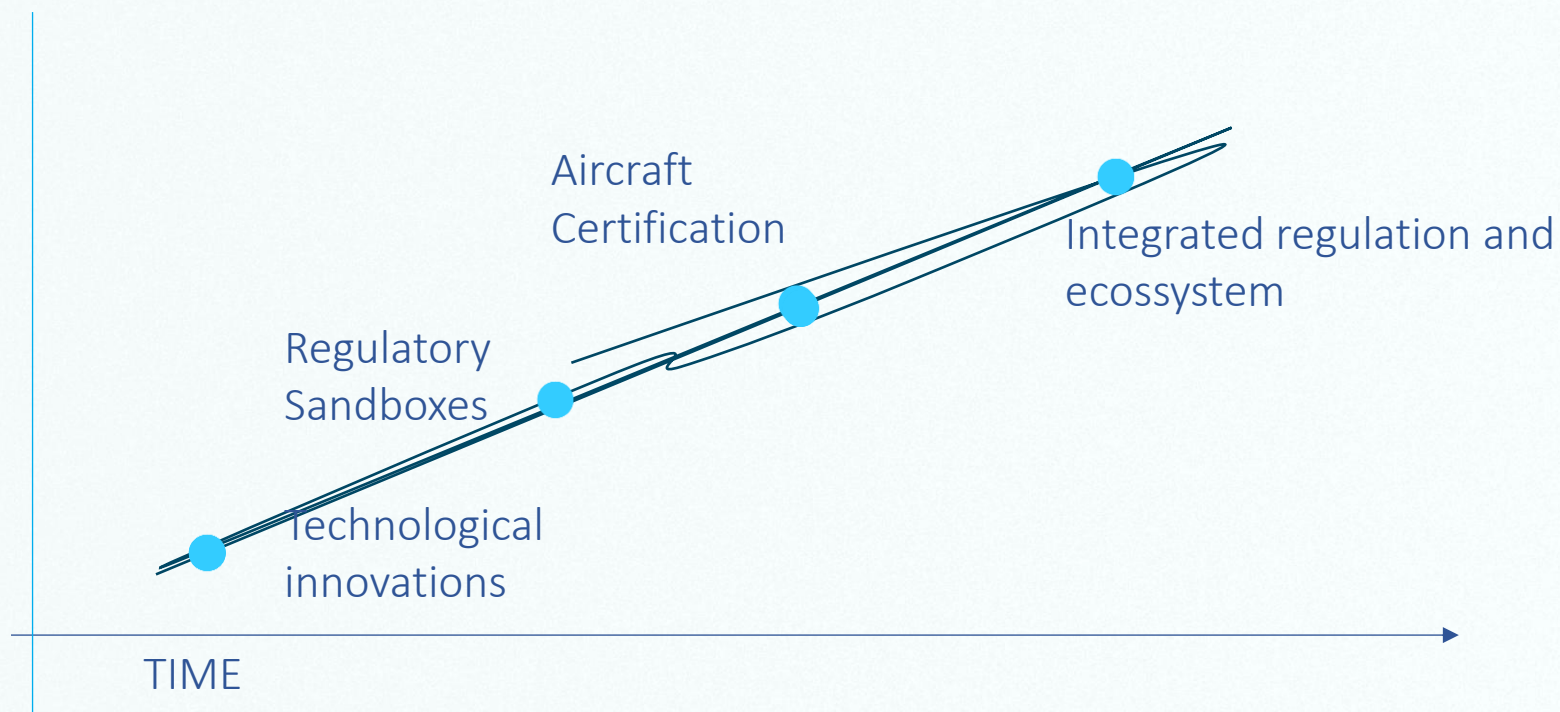 Aircraft
Certification
Integrated regulation and
ecossystem
Regulatory
Sandboxes
Technological
innovations
TIME